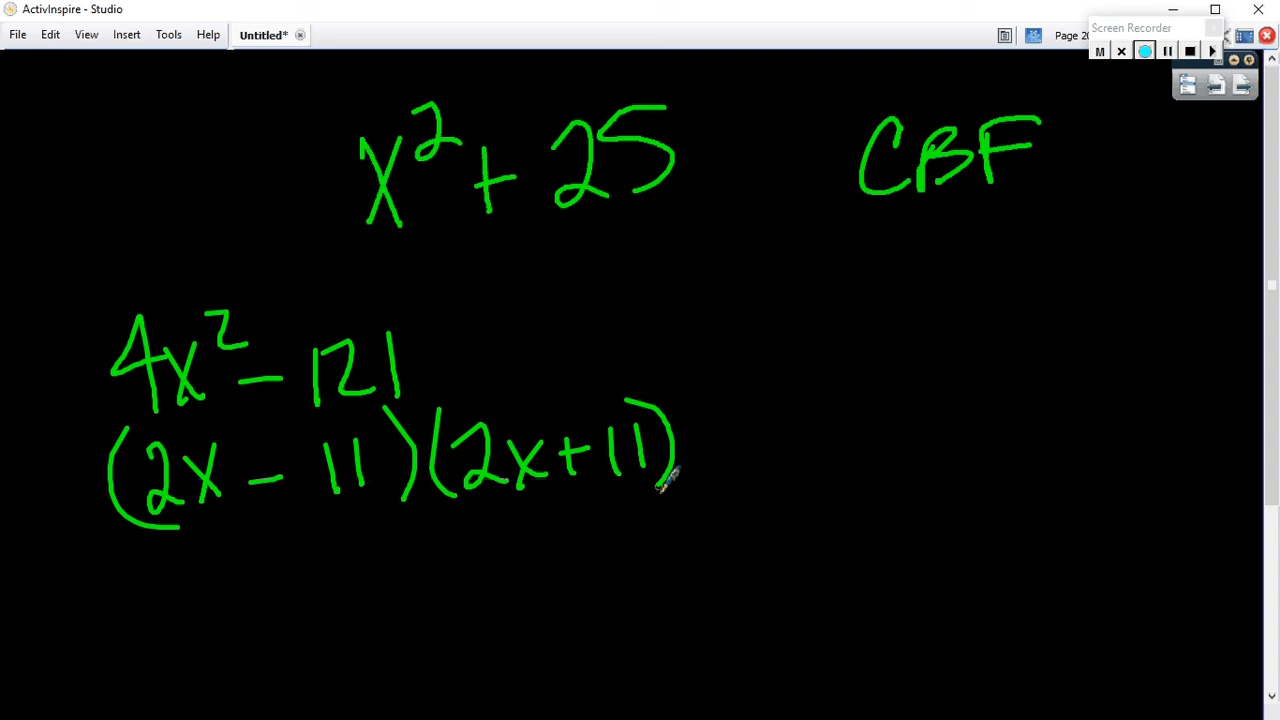 ActivInspire - Studio
File Edit View Insert Tools Help Untitled*
Screen Recorder
M
x² + 25 CBF
4x² - 121
(2x - 11)(2x + 11)